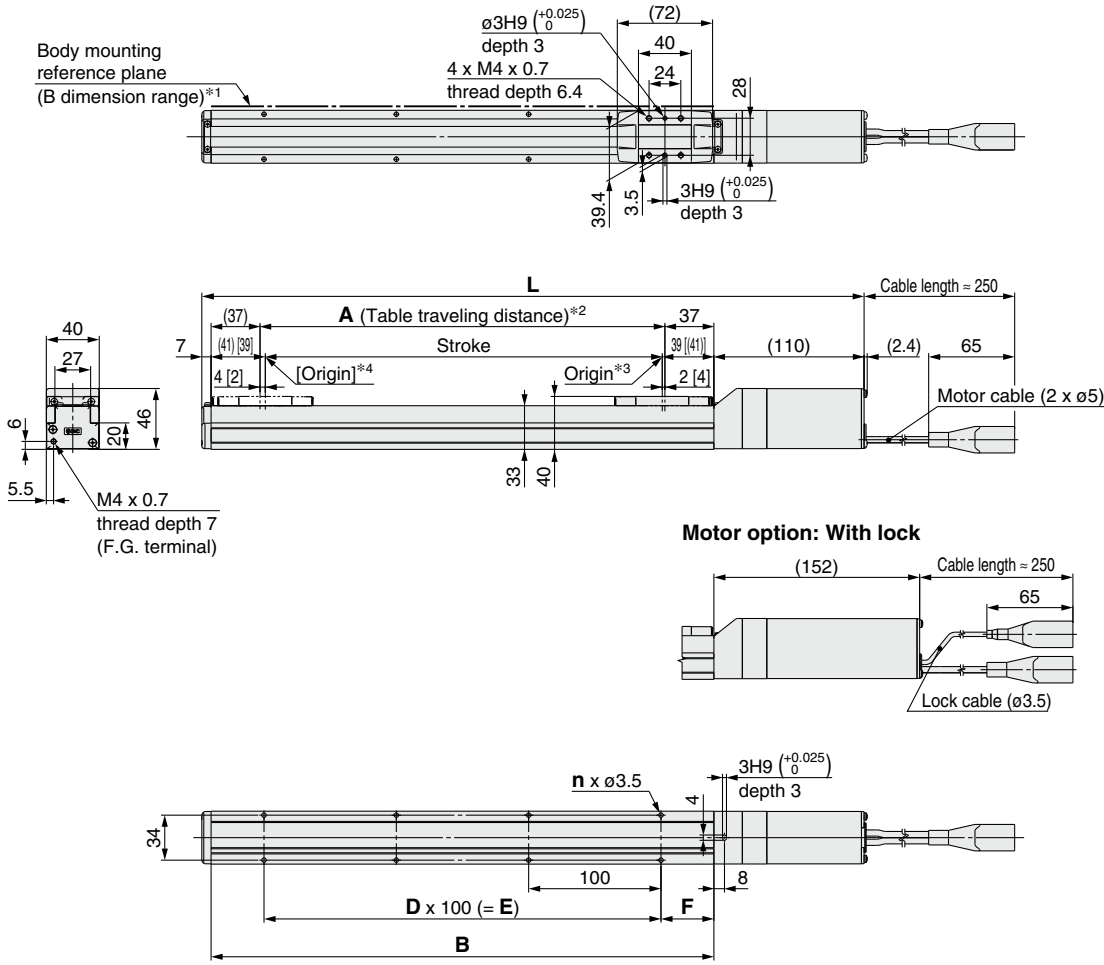 Body mounting
reference plane
(B dimension range)*1
ø3H9 (+0.025 0)
depth 3
4 x M4 x 0.7
thread depth 6.4
(72)
40
24
28
39.4
3.5
3H9 (+0.025 0)
depth 3
L
Cable length ≈ 250
(37)
A (Table traveling distance)*2
37
7
(41) [39]
Stroke
39 [(41)]
(110)
(2.4)
65
4 [2]
[Origin]*4
Origin*3
2 [4]
Motor cable (2 x ø5)
40
27
46
20
6
5.5
33
40
M4 x 0.7
thread depth 7
(F.G. terminal)
Motor option: With lock
(152)
Cable length ≈ 250
65
Lock cable (ø3.5)
n x ø3.5
3H9 (+0.025 0)
depth 3
4
34
100
8
D x 100 (= E)
F
B